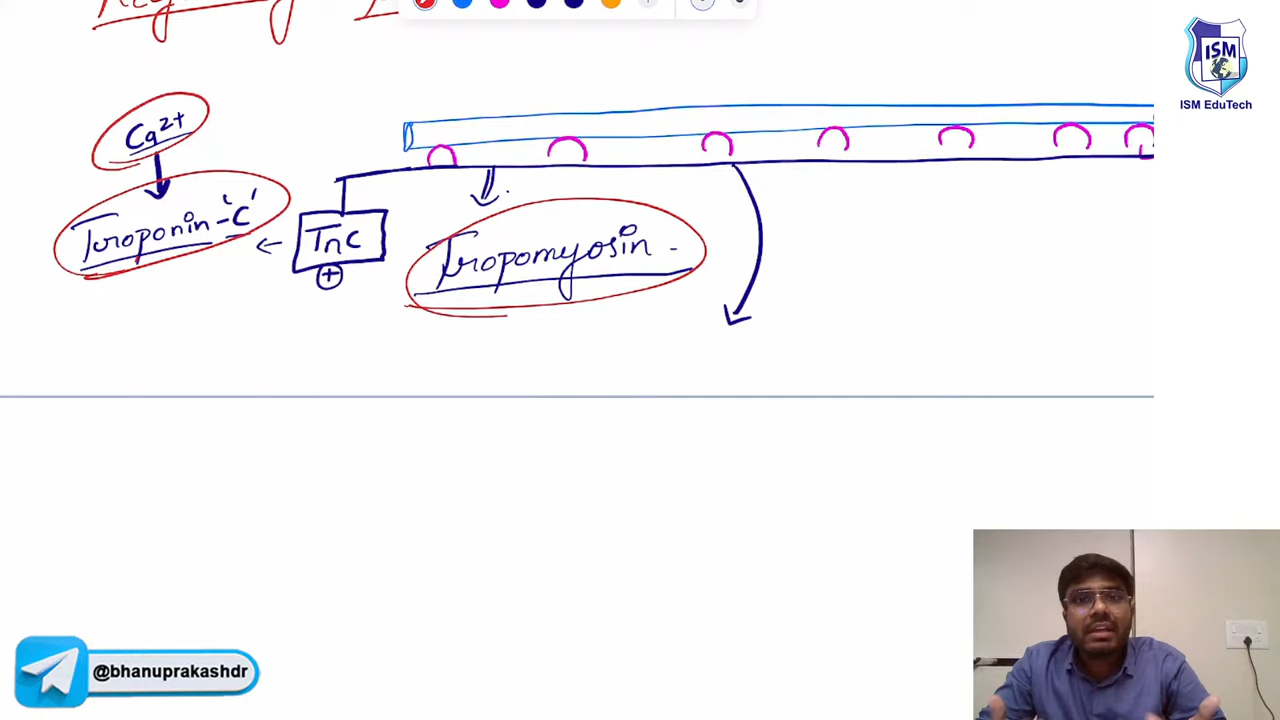 ISM
ISM EduTech
Ca2+
Troponin-'C'
TnC
+
Tropomyosin -
@bhanuprakashdr